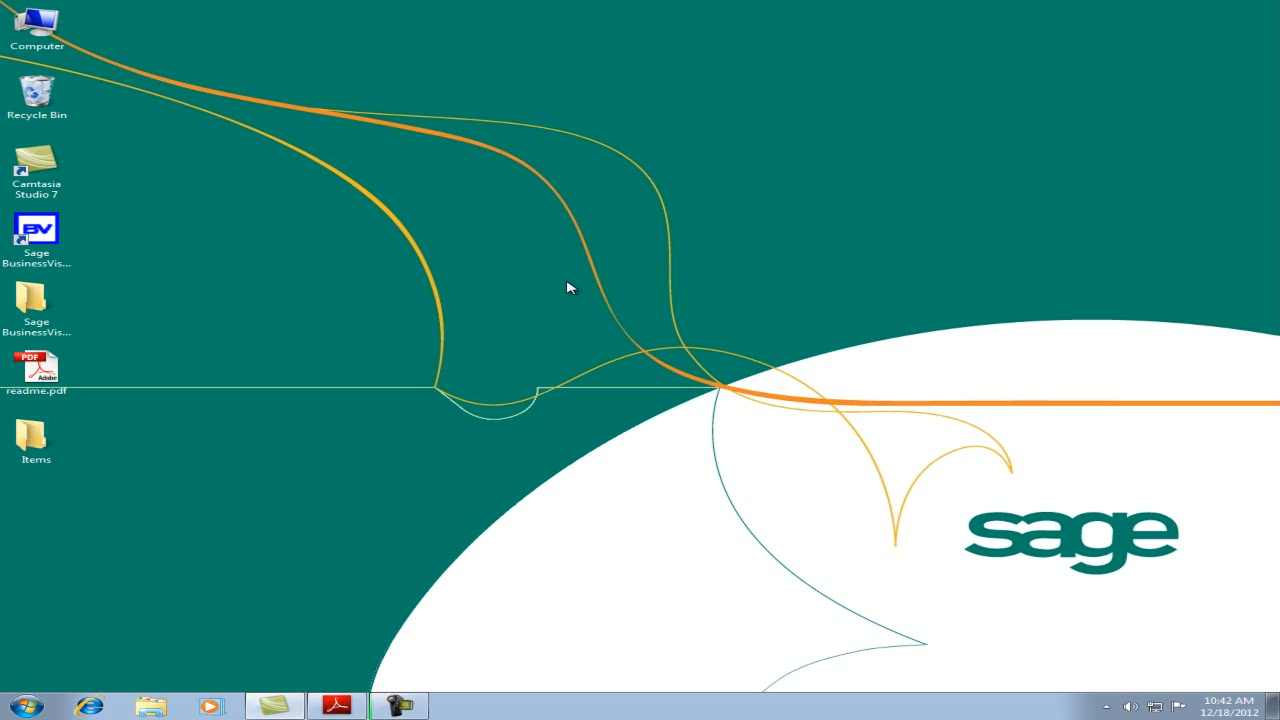 Computer
Recycle Bin
Camtasia
Studio 7
BV
Sage
BusinessVis...
Sage
BusinessVis...
PDF
Adobe
readme.pdf
Items
sage
10:42 AM
12/18/2012